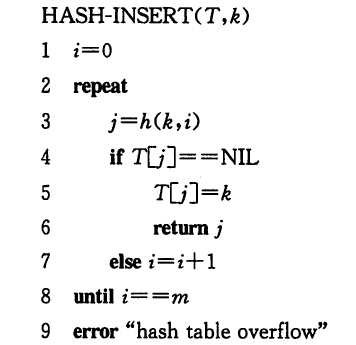 HASH-INSERT(T,k)
1 i=0
2 repeat
3 j=h(k,i)
4 if T[j]==NIL
5 T[j]=k
6 return j
7 else i=i+1
8 until i==m
9 error “hash table overflow”